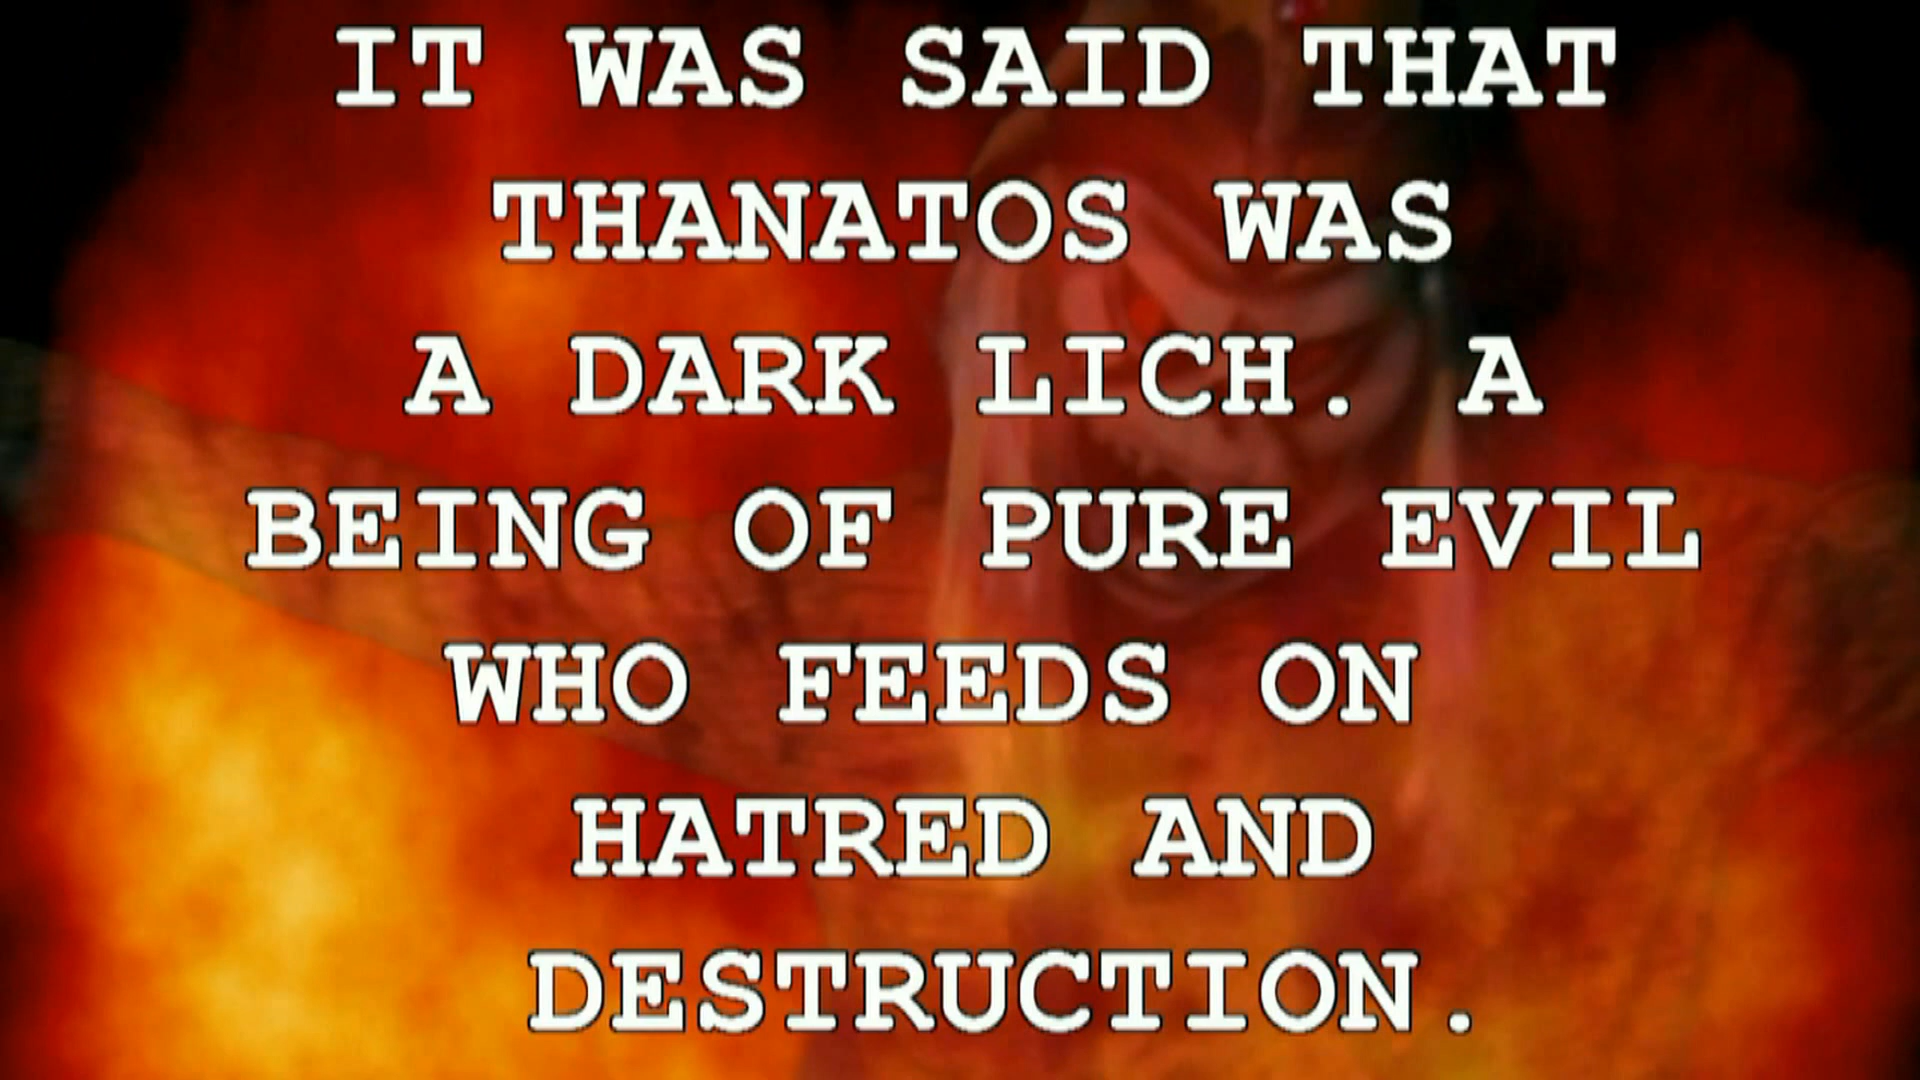 IT WAS SAID THAT
THANATOS WAS
A DARK LICH. A
BEING OF PURE EVIL
WHO FEEDS ON
HATRED AND
DESTRUCTION.